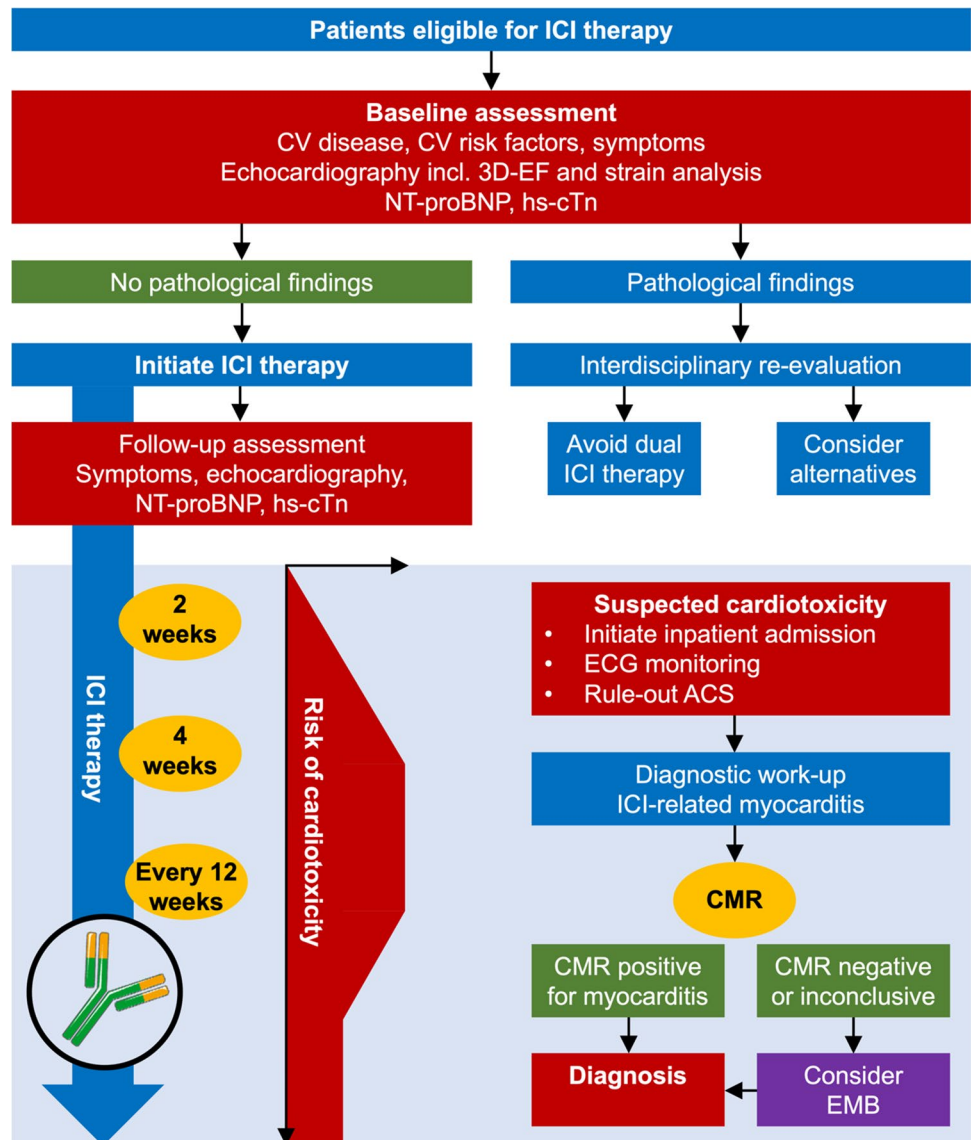 Patients eligible for ICI therapy
Baseline assessment
CV disease, CV risk factors, symptoms
Echocardiography incl. 3D-EF and strain analysis
NT-proBNP, hs-cTn
No pathological findings
Pathological findings
Initiate ICI therapy
Interdisciplinary re-evaluation
Follow-up assessment
Symptoms, echocardiography,
NT-proBNP, hs-cTn
Avoid dual
ICI therapy
Consider
alternatives
ICI therapy
2
weeks
4
weeks
Every 12
weeks
Risk of cardiotoxicity
Suspected cardiotoxicity
• Initiate inpatient admission
• ECG monitoring
• Rule-out ACS
Diagnostic work-up
ICI-related myocarditis
CMR
CMR positive
for myocarditis
CMR negative
or inconclusive
Diagnosis
Consider
EMB